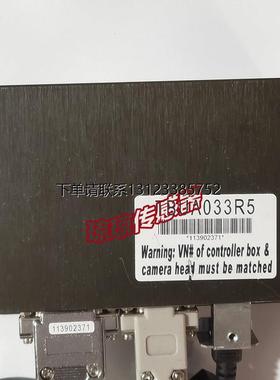 下单请联系13123385752
BGA033R5
*113902371*
Warning: VN# of controller box &
camera head must be matched
113902371